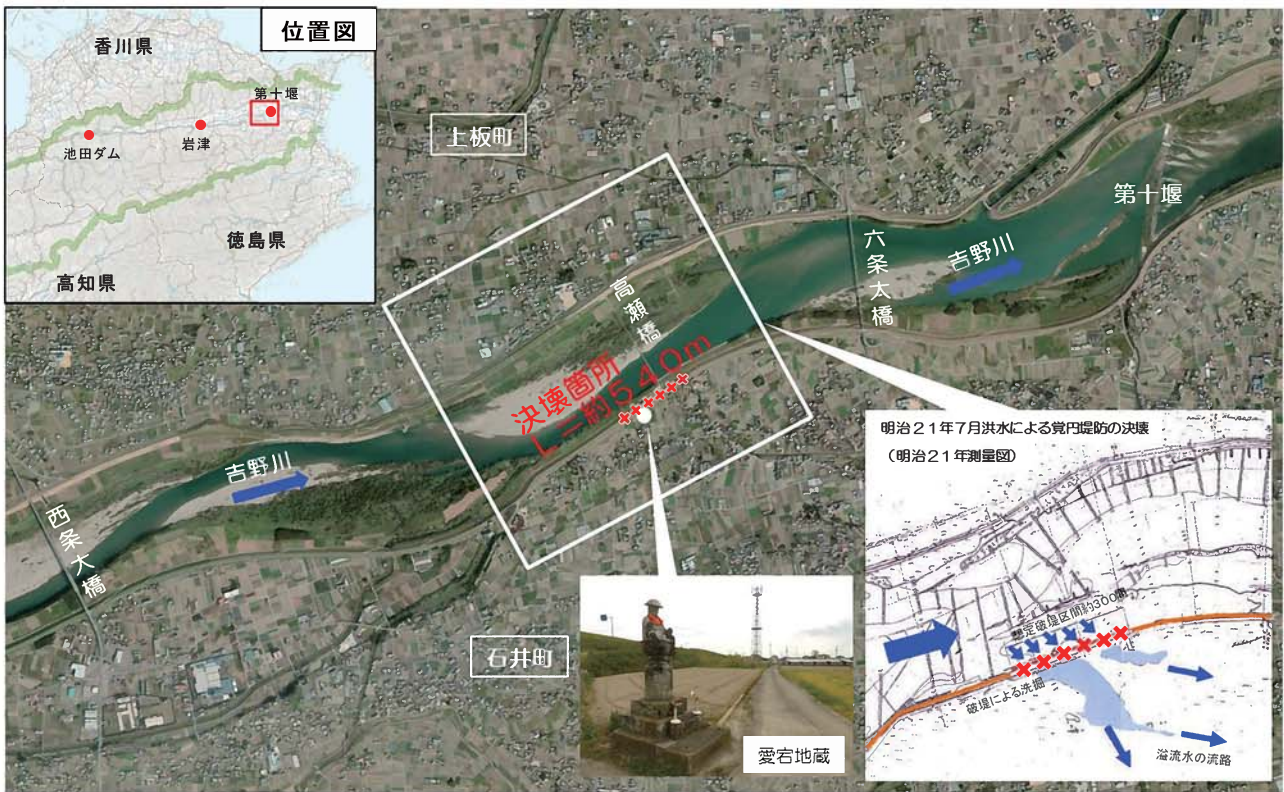 位置図
香川県
第十堰
岩津
池田ダム
徳島県
高知県
上板町
第十堰
六条大橋
吉野川
高瀬橋
決壊箇所
L=約540m
吉野川
西条大橋
石井町
愛宕地蔵
明治21年7月洪水による覚円堤防の決壊
(明治21年測量図)
想定破堤区間約300m
破堤による洗掘
溢流水の流路